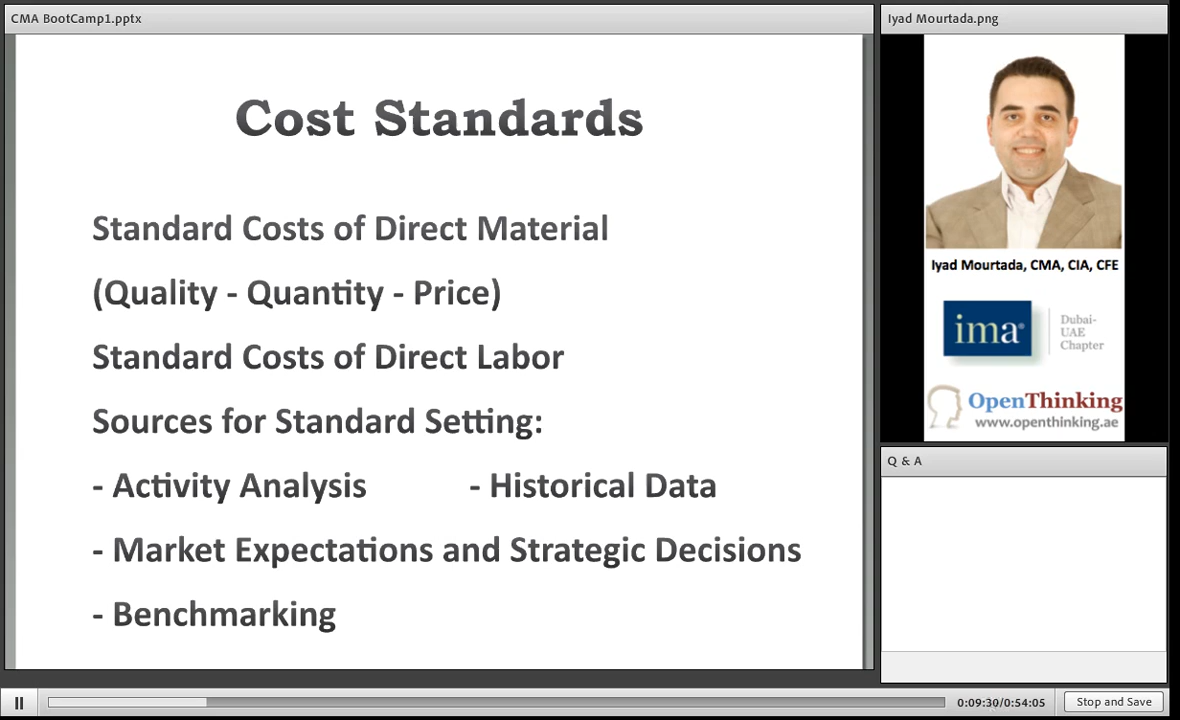 CMA BootCamp1.pptx
Cost Standards
Standard Costs of Direct Material
(Quality - Quantity - Price)
Standard Costs of Direct Labor
Sources for Standard Setting:
- Activity Analysis - Historical Data
- Market Expectations and Strategic Decisions
- Benchmarking
Iyad Mourtada.png
Iyad Mourtada, CMA, CIA, CFE
ima®
Dubai-
UAE
Chapter
OpenThinking
www.openthinking.ae
Q & A
0:09:30/0:54:05
Stop and Save